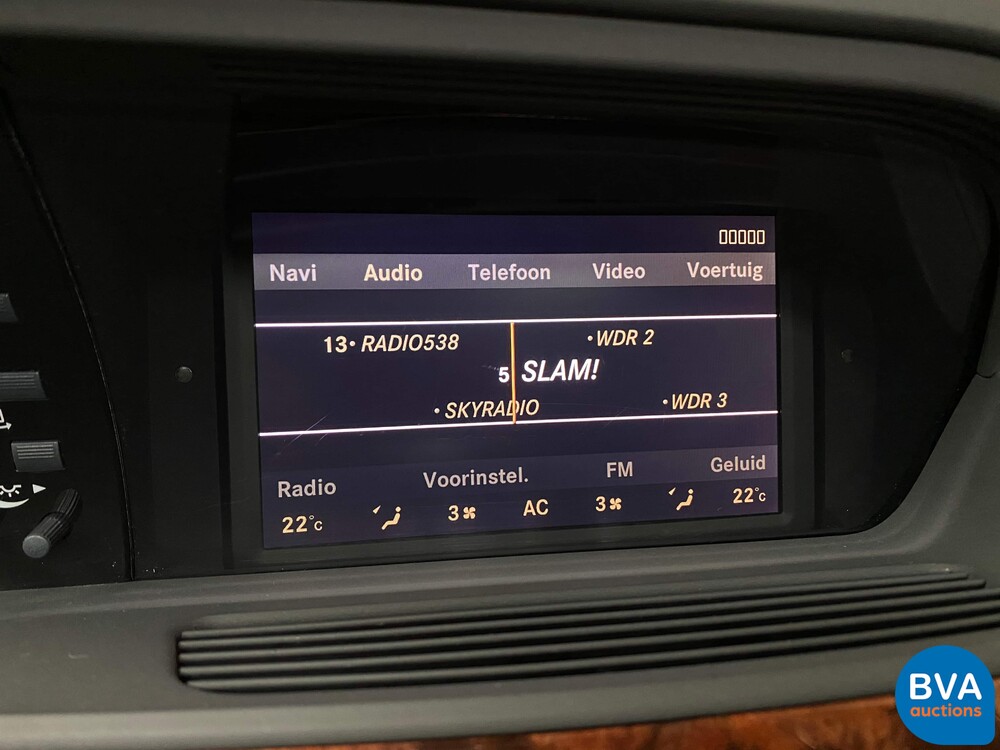 Navi Audio Telefoon Video Voertuig
13• RADIO538 •WDR 2
5 SLAM!
•SKYRADIO •WDR 3
Radio Voorinstel. FM Geluid
22°C 3 AC 3 22°C
BVA
auctions